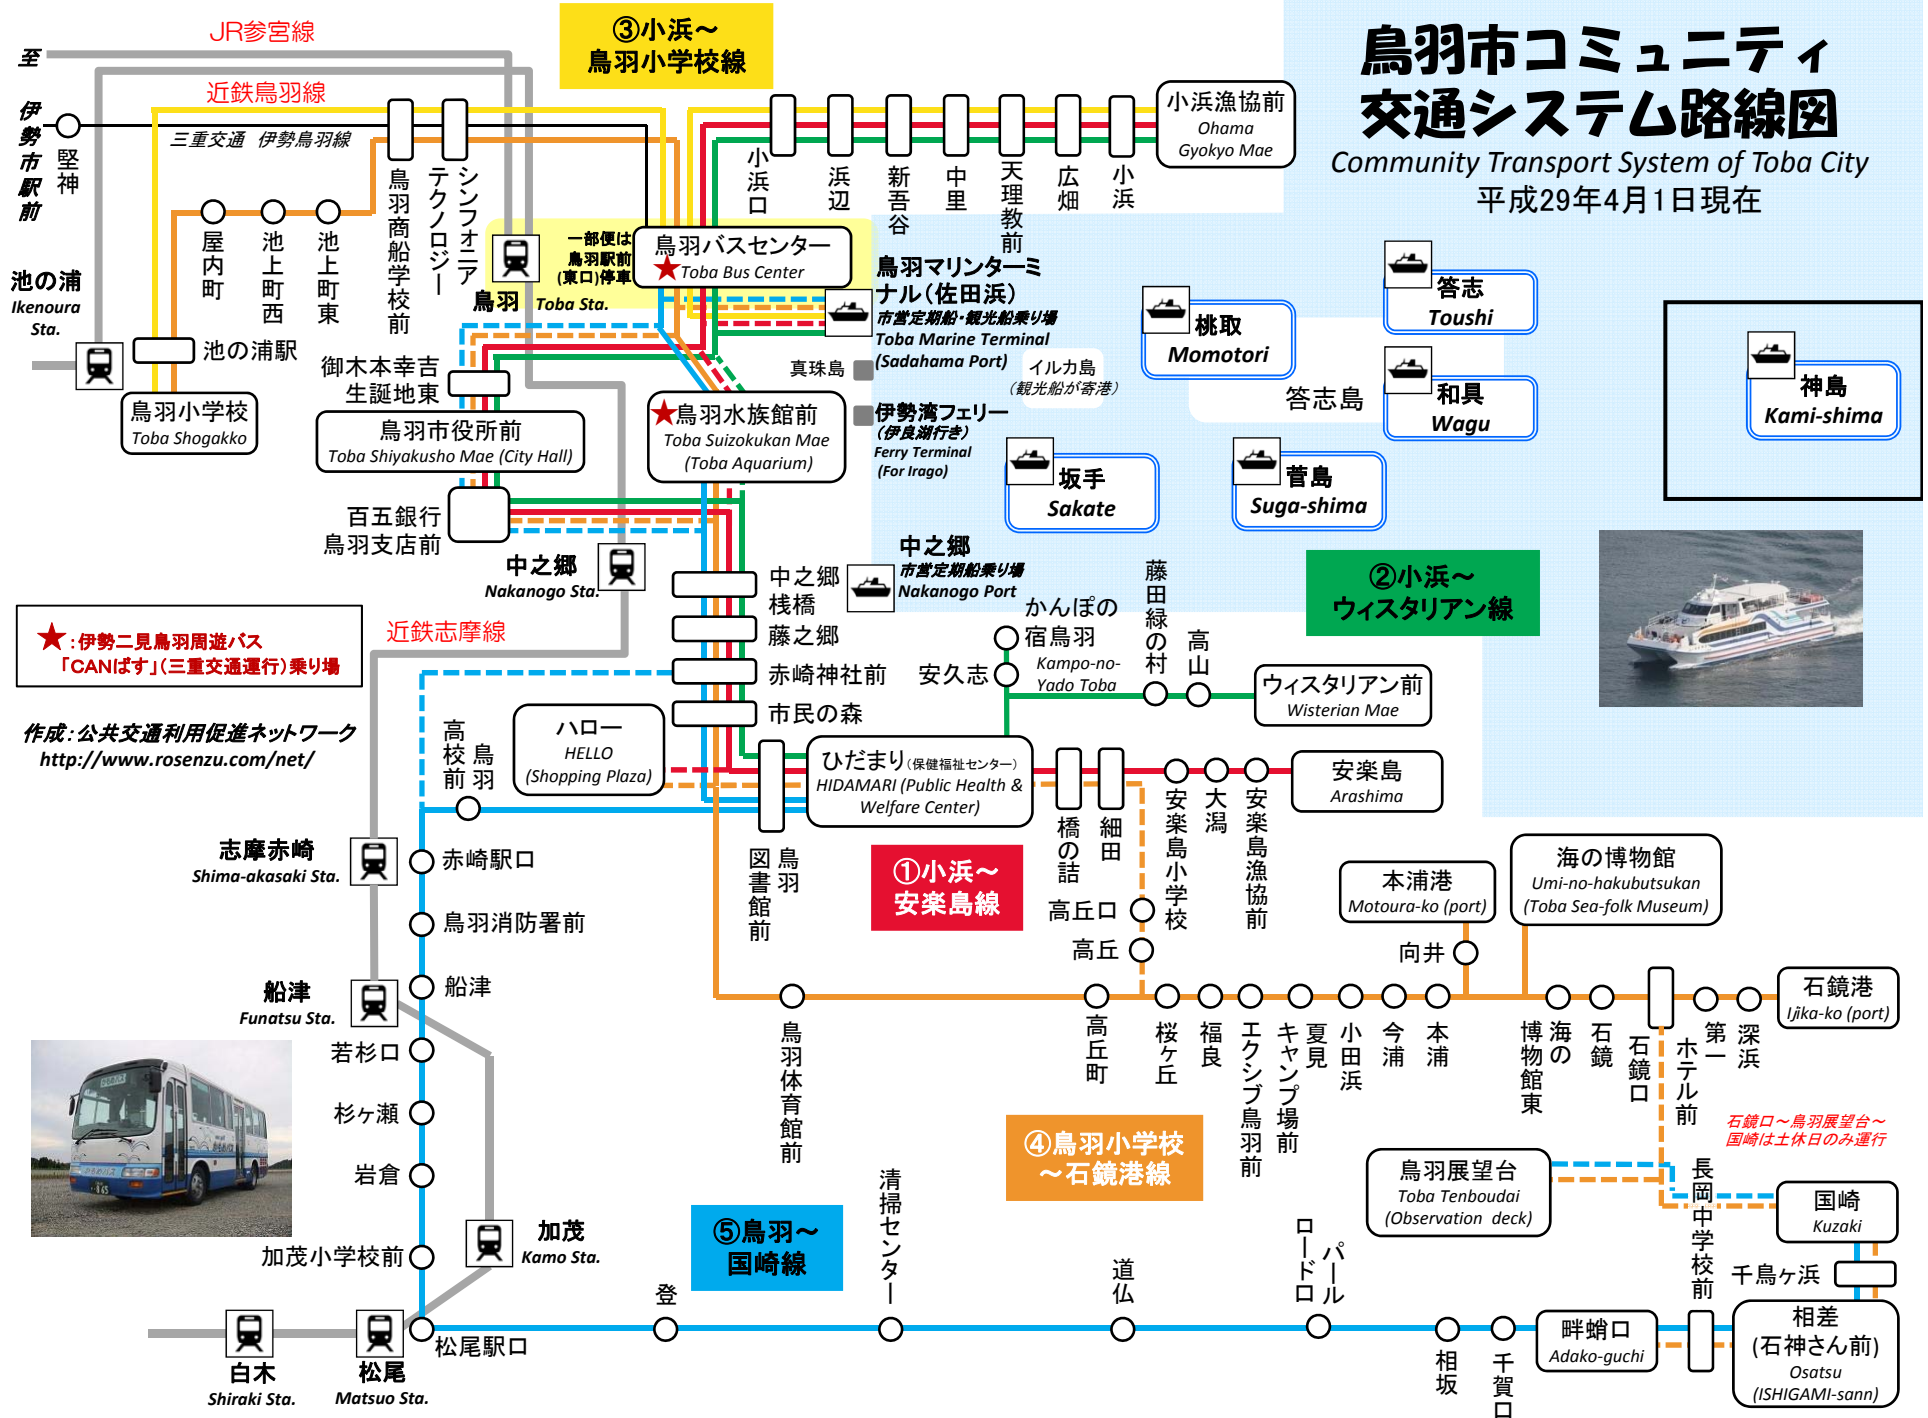 鳥羽市コミュニティ
交通システム路線図
Community Transport System of Toba City
平成29年4月1日現在
③小浜～
鳥羽小学校線
JR参宮線
至
伊勢市駅前
近鉄鳥羽線
三重交通 伊勢鳥羽線
堅神
屋内町
池上町西
池上町東
鳥羽商船学校前
シンフォニア
テクノロジー
小浜口
浜辺
新吾谷
中里
天理教前
広畑
小浜
小浜漁協前
Ohama
Gyokyo Mae
池の浦
Ikenoura
Sta.
池の浦駅
鳥羽小学校
Toba Shogakko
一部便は
鳥羽駅前
(東口)停車
鳥羽
Toba Sta.
鳥羽バスセンター
★Toba Bus Center
鳥羽マリンターミ
ナル(佐田浜)
市営定期船・観光船乗り場
Toba Marine Terminal
(Sadahama Port)
真珠島
イルカ島
(観光船が寄港)
伊勢湾フェリー
(伊良湖行き)
Ferry Terminal
(For Irago)
桃取
Momotori
答志
Toushi
和具
Wagu
答志島
神島
Kami-shima
坂手
Sakate
菅島
Suga-shima
御木本幸吉
生誕地東
鳥羽市役所前
Toba Shiyakusho Mae (City Hall)
百五銀行
鳥羽支店前
★鳥羽水族館前
Toba Suizokukan Mae
(Toba Aquarium)
中之郷
Nakanogo Sta.
中之郷
市営定期船乗り場
Nakanogo Port
中之郷
桟橋
藤之郷
赤崎神社前
市民の森
②小浜～
ウィスタリアン線
かんぽの
宿鳥羽
Kampo-no-
Yado Toba
安久志
藤田緑の村
高山
ウィスタリアン前
Wisterian Mae
★:伊勢二見鳥羽周遊バス
「CANばす」(三重交通運行)乗り場
近鉄志摩線
作成:公共交通利用促進ネットワーク
http://www.rosenzu.com/net/
ハロー
HELLO
(Shopping Plaza)
鳥羽
高校前
鳥羽
図書館前
ひだまり(保健福祉センター)
HIDAMARI (Public Health &
Welfare Center)
橋の詰
細田
安楽島小学校
大潟
安楽島漁協前
安楽島
Arashima
①小浜～
安楽島線
高丘口
高丘
志摩赤崎
Shima-akasaki Sta.
赤崎駅口
鳥羽消防署前
船津
Funatsu Sta.
船津
若杉口
杉ヶ瀬
岩倉
加茂小学校前
加茂
Kamo Sta.
白木
Shiraki Sta.
松尾
Matsuo Sta.
松尾駅口
本浦港
Motoura-ko (port)
向井
海の博物館
Umi-no-hakubutsukan
(Toba Sea-folk Museum)
石鏡港
Ijika-ko (port)
鳥羽体育館前
高丘町
桜ヶ丘
福良
エクシブ鳥羽前
夏見
キャンプ場前
小田浜
今浦
本浦
海の
博物館東
石鏡
石鏡口
第一
ホテル前
深浜
④鳥羽小学校
～石鏡港線
石鏡口～鳥羽展望台～
国崎は土休日のみ運行
鳥羽展望台
Toba Tenboudai
(Observation deck)
長岡中学校前
国崎
Kuzaki
千鳥ヶ浜
⑤鳥羽～
国崎線
登
清掃センター
道仏
パール
ロード口
相坂
千賀口
畔蛸口
Adako-guchi
相差
(石神さん前)
Osatsu
(ISHIGAMI-sann)